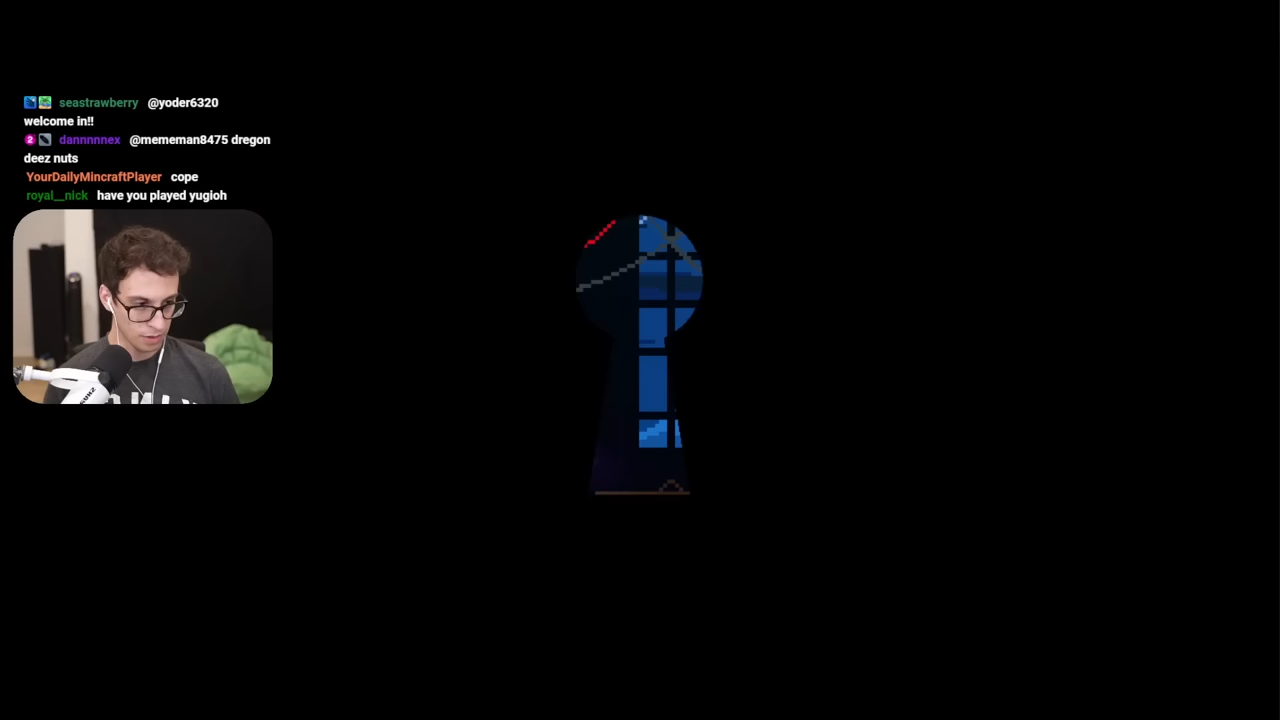 seastrawberry @yoder6320
welcome in!!
dannnnnex @mememan8475 dregon
deez nuts
YourDailyMincraftPlayer cope
royal__nick have you played yugioh